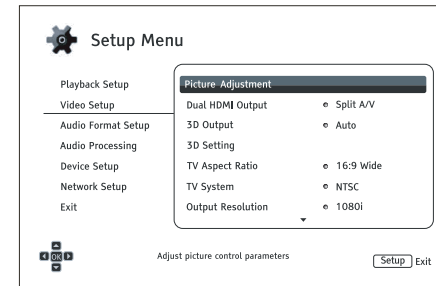 Setup Menu
Playback Setup
Video Setup
Audio Format Setup
Audio Processing
Device Setup
Network Setup
Exit
Picture Adjustment
Dual HDMI Output Split A/V
3D Output Auto
3D Setting
TV Aspect Ratio 16:9 Wide
TV System NTSC
Output Resolution 1080i
OK
Adjust picture control parameters
Setup Exit